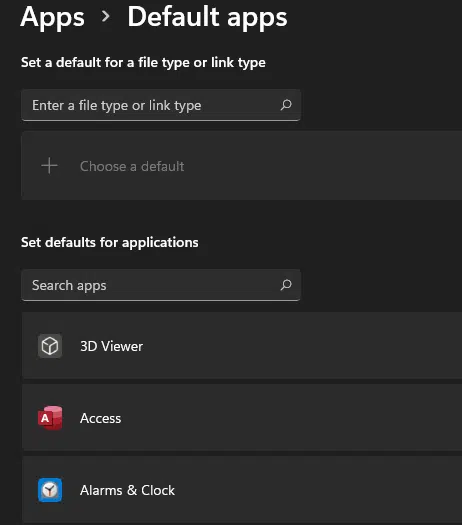 Apps > Default apps
Set a default for a file type or link type
Enter a file type or link type
Choose a default
Set defaults for applications
Search apps
3D Viewer
A Access
Alarms & Clock